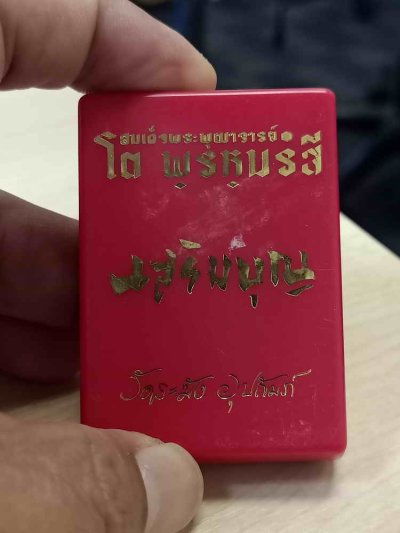 สมเด็จพระพุฒาจารย์
โต พฺรหฺมรํสี
เสริมบุญ
วัดระฆัง อุปถัมภ์